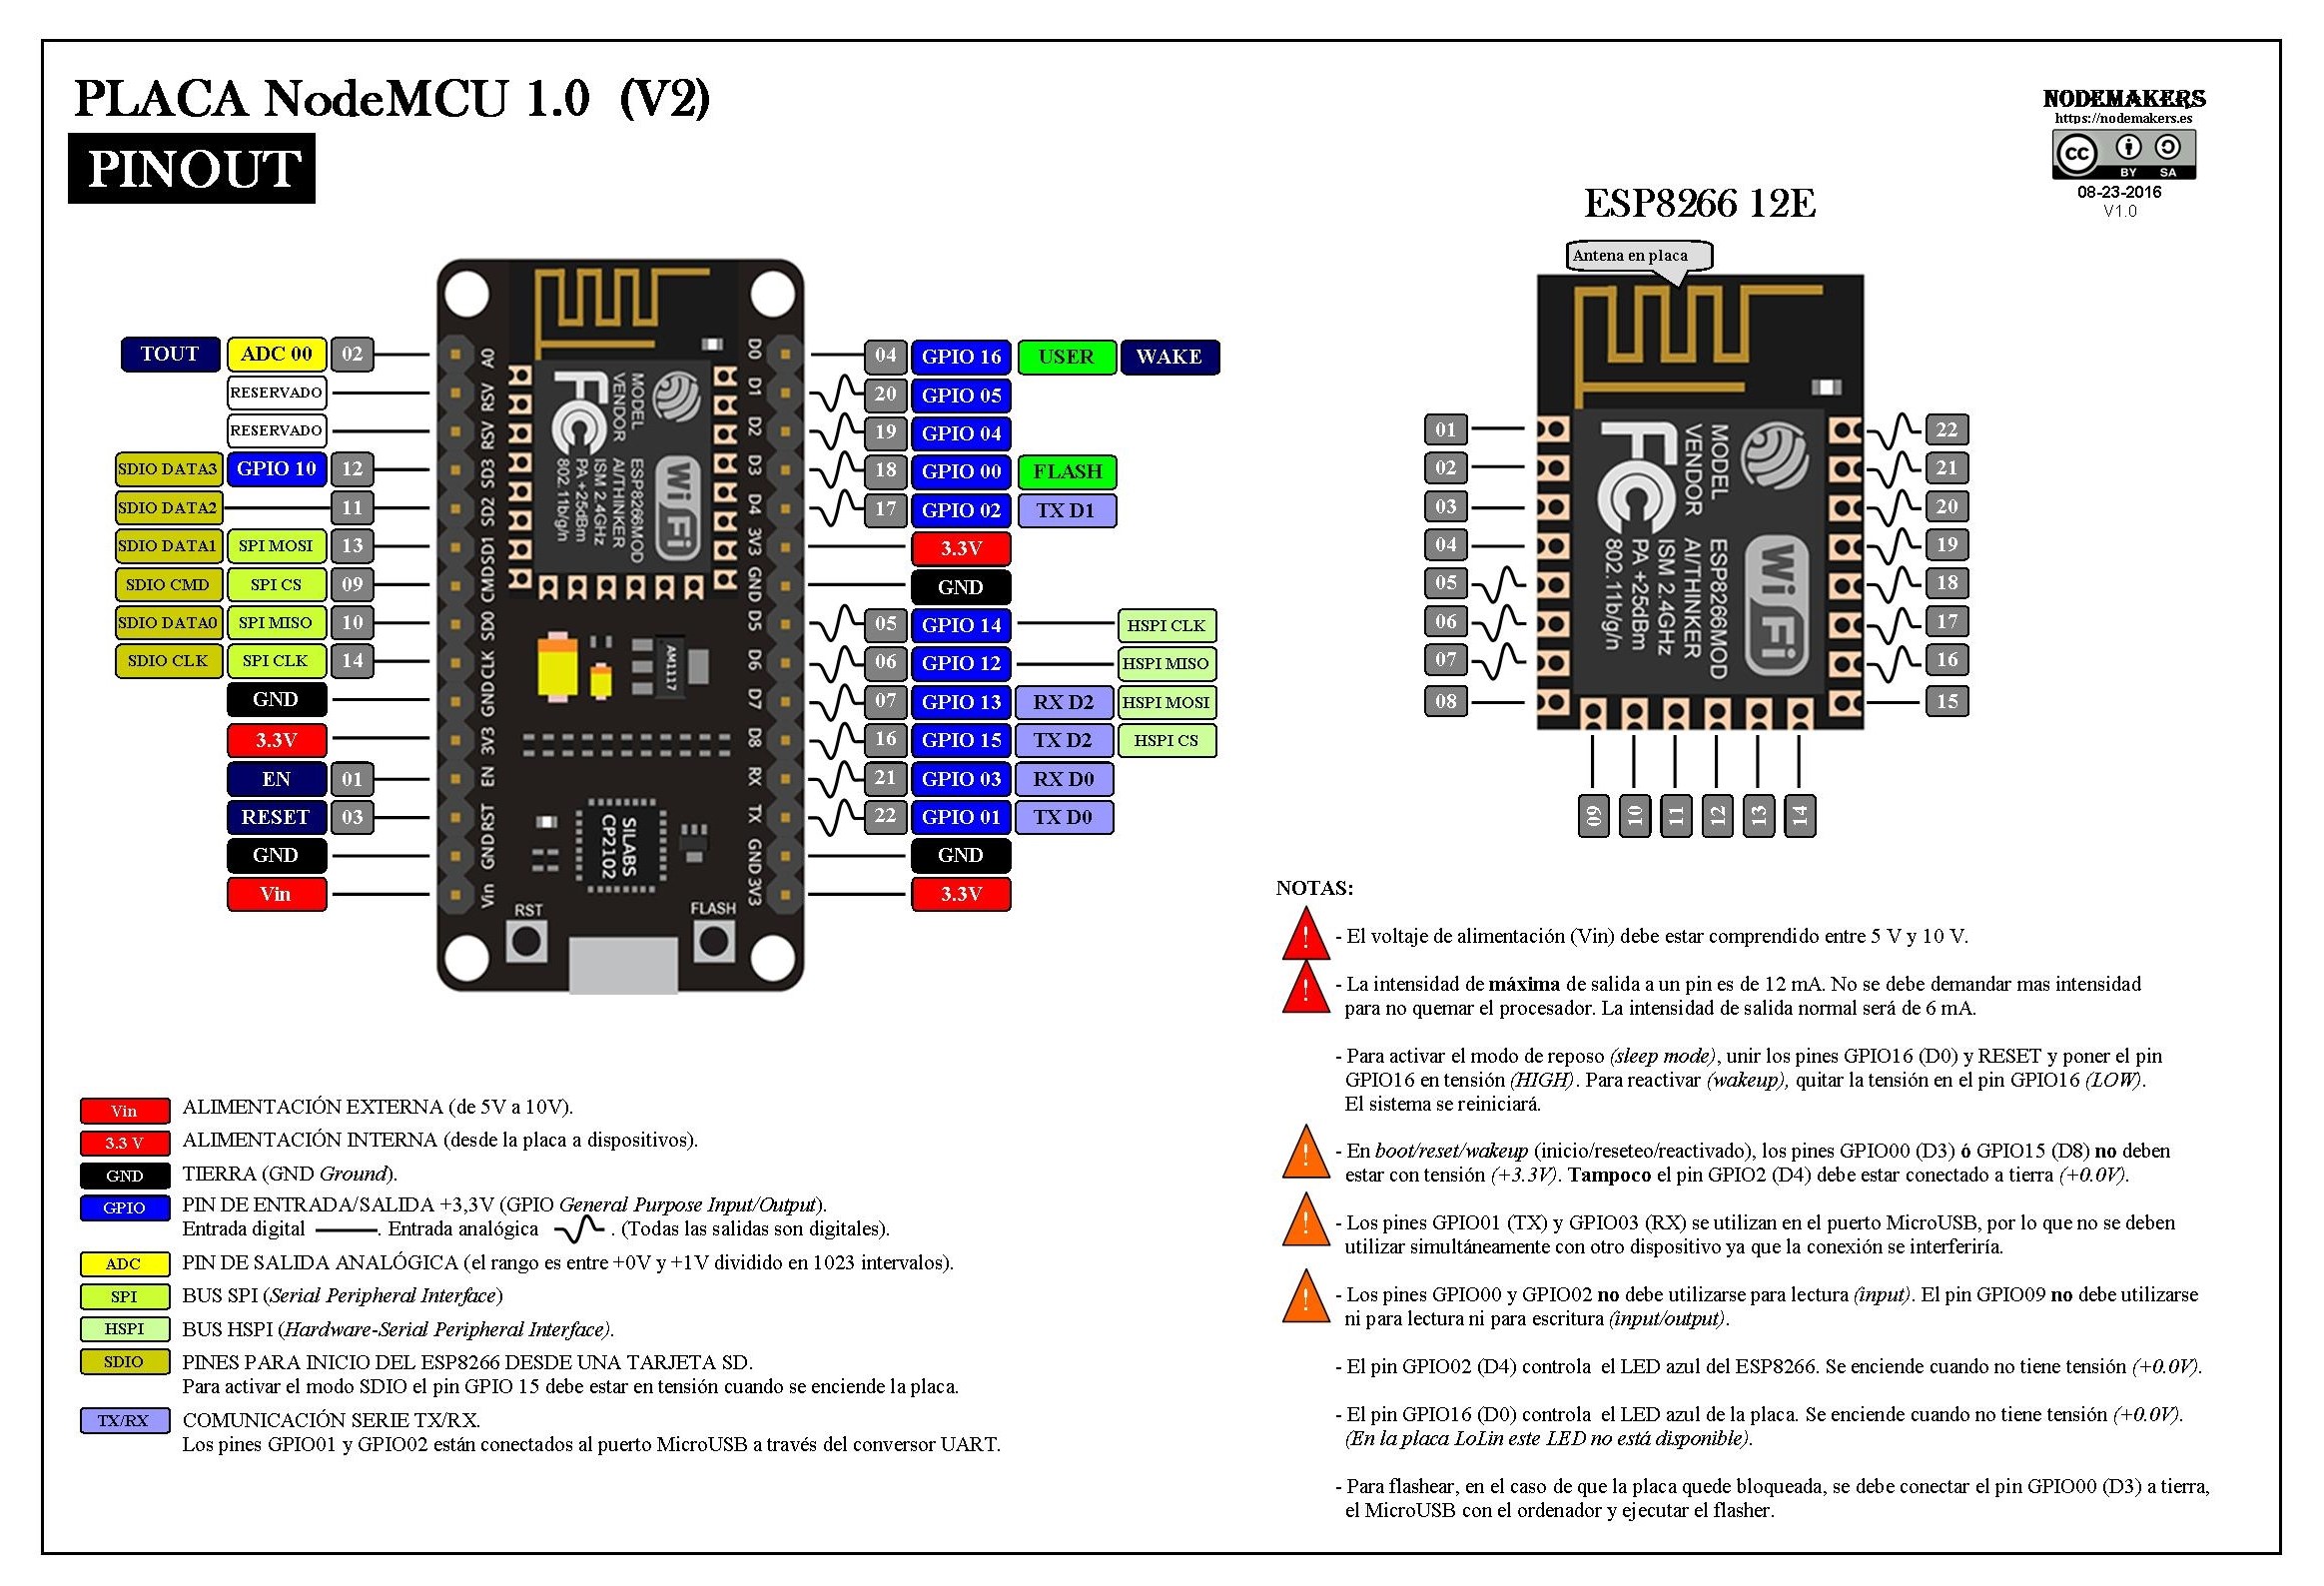 PLACA NodeMCU 1.0 (V2)
PINOUT
NODEMAKERS
https://nodemakers.es
CC BY SA
08-23-2016
V1.0
ESP8266 12E
Antena en placa
TOUT ADC 00 02 A0
RESERVADO RSV
RESERVADO RSV
SDIO DATA3 GPIO 10 12 SD3
SDIO DATA2 11 SD2
SDIO DATA1 SPI MOSI 13 SD1
SDIO CMD SPI CS 09 CMD
SDIO DATA0 SPI MISO 10 SD0
SDIO CLK SPI CLK 14 CLK
GND GND
3.3V 3V3
EN 01 EN
RESET 03 RST
GND GND
Vin Vin
D0 04 GPIO 16 USER WAKE
D1 20 GPIO 05
D2 19 GPIO 04
D3 18 GPIO 00 FLASH
D4 17 GPIO 02 TX D1
3V3 3.3V
GND GND
D5 05 GPIO 14 HSPI CLK
D6 06 GPIO 12 HSPI MISO
D7 07 GPIO 13 RX D2 HSPI MOSI
D8 16 GPIO 15 TX D2 HSPI CS
RX 21 GPIO 03 RX D0
TX 22 GPIO 01 TX D0
GND GND
3V3 3.3V
MODEL ESP8266MOD
VENDOR AI/THINKER
ISM 2.4GHz
PA +25dBm
802.11b/g/n
FC
WiFi
AM1117
SILABS
CP2102
RST
FLASH
01
02
03
04
05
06
07
08
MODEL ESP8266MOD
VENDOR AI/THINKER
ISM 2.4GHz
PA +25dBm
802.11b/g/n
FC
WiFi
22
21
20
19
18
17
16
15
09 10 11 12 13 14
Vin ALIMENTACIÓN EXTERNA (de 5V a 10V).
3.3 V ALIMENTACIÓN INTERNA (desde la placa a dispositivos).
GND TIERRA (GND Ground).
GPIO PIN DE ENTRADA/SALIDA +3,3V (GPIO General Purpose Input/Output).
Entrada digital . Entrada analógica . (Todas las salidas son digitales).
ADC PIN DE SALIDA ANALÓGICA (el rango es entre +0V y +1V dividido en 1023 intervalos).
SPI BUS SPI (Serial Peripheral Interface)
HSPI BUS HSPI (Hardware-Serial Peripheral Interface).
SDIO PINES PARA INICIO DEL ESP8266 DESDE UNA TARJETA SD.
Para activar el modo SDIO el pin GPIO 15 debe estar en tensión cuando se enciende la placa.
TX/RX COMUNICACIÓN SERIE TX/RX.
Los pines GPIO01 y GPIO02 están conectados al puerto MicroUSB a través del conversor UART.
NOTAS:
! - El voltaje de alimentación (Vin) debe estar comprendido entre 5 V y 10 V.
! - La intensidad de máxima de salida a un pin es de 12 mA. No se debe demandar mas intensidad
para no quemar el procesador. La intensidad de salida normal será de 6 mA.
- Para activar el modo de reposo (sleep mode), unir los pines GPIO16 (D0) y RESET y poner el pin
GPIO16 en tensión (HIGH). Para reactivar (wakeup), quitar la tensión en el pin GPIO16 (LOW).
El sistema se reiniciará.
! - En boot/reset/wakeup (inicio/reseteo/reactivado), los pines GPIO00 (D3) ó GPIO15 (D8) no deben
estar con tensión (+3.3V). Tampoco el pin GPIO2 (D4) debe estar conectado a tierra (+0.0V).
! - Los pines GPIO01 (TX) y GPIO03 (RX) se utilizan en el puerto MicroUSB, por lo que no se deben
utilizar simultáneamente con otro dispositivo ya que la conexión se interferiría.
! - Los pines GPIO00 y GPIO02 no debe utilizarse para lectura (input). El pin GPIO09 no debe utilizarse
ni para lectura ni para escritura (input/output).
- El pin GPIO02 (D4) controla el LED azul del ESP8266. Se enciende cuando no tiene tensión (+0.0V).
- El pin GPIO16 (D0) controla el LED azul de la placa. Se enciende cuando no tiene tensión (+0.0V).
(En la placa LoLin este LED no está disponible).
- Para flashear, en el caso de que la placa quede bloqueada, se debe conectar el pin GPIO00 (D3) a tierra,
el MicroUSB con el ordenador y ejecutar el flasher.